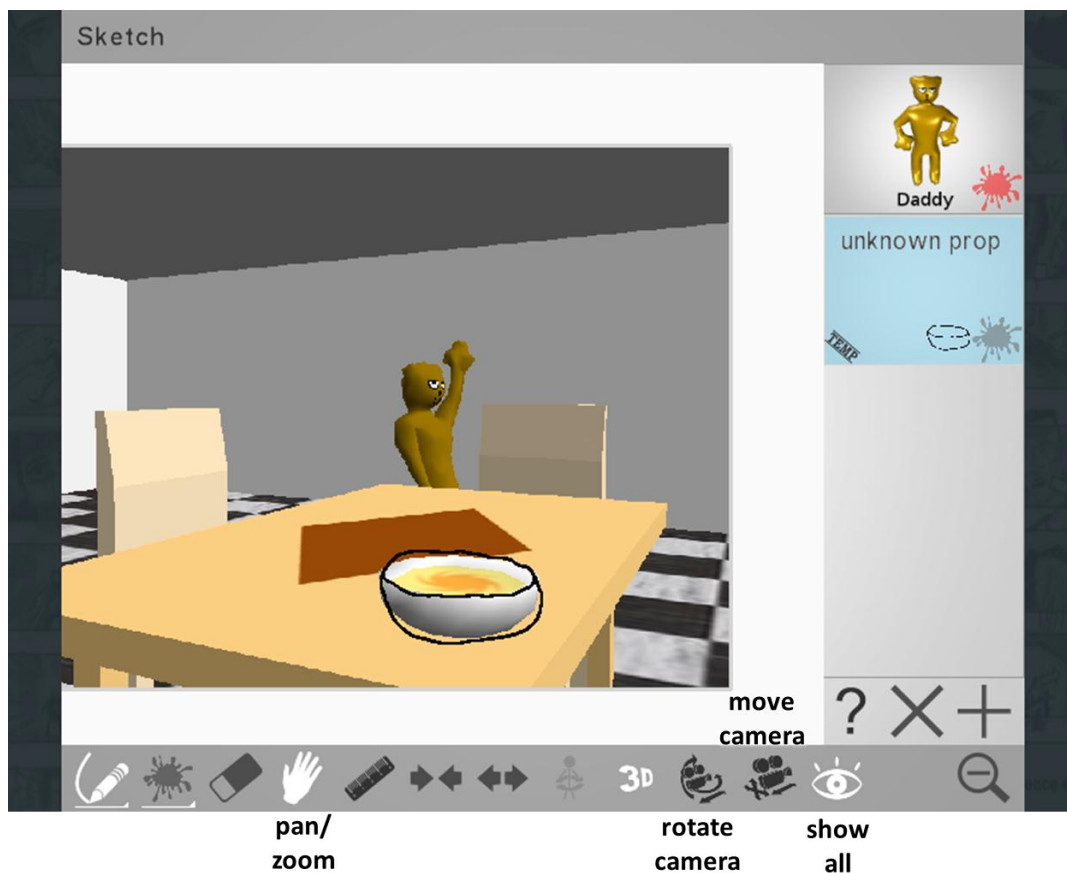 Sketch
Daddy
unknown prop
TEMP
move
camera
?
3D
pan/
zoom
rotate
camera
show
all